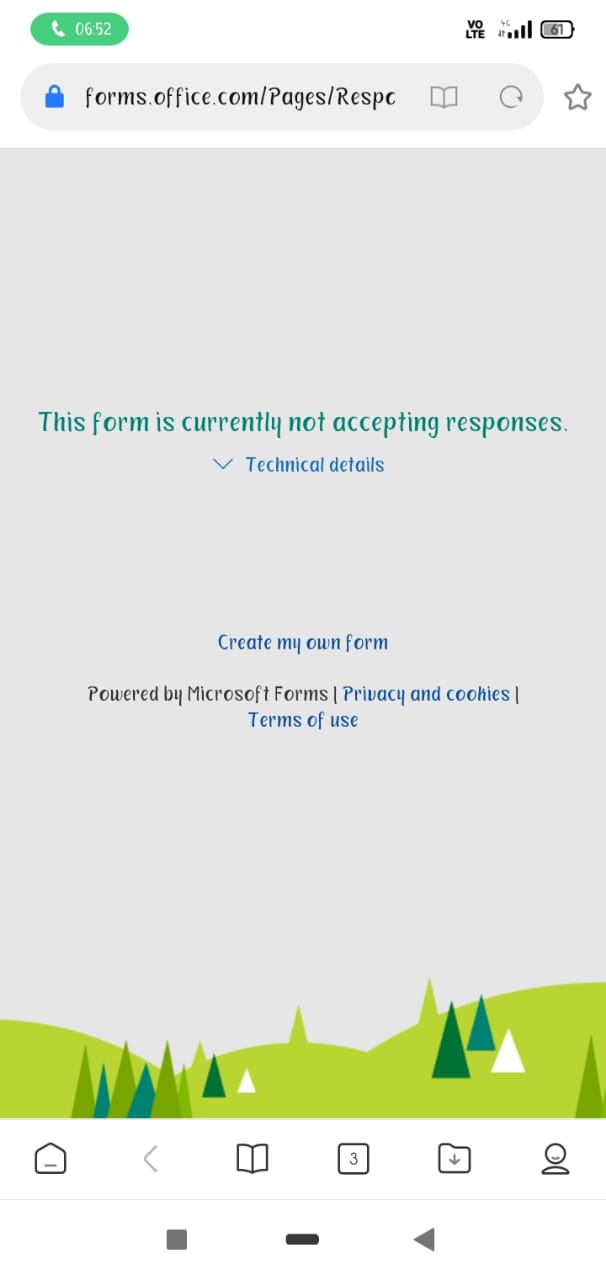 06:52
VO
LTE
4G
61
forms.office.com/Pages/Respc
This form is currently not accepting responses.
Technical details
Create my own form
Powered by Microsoft Forms | Privacy and cookies |
Terms of use
3